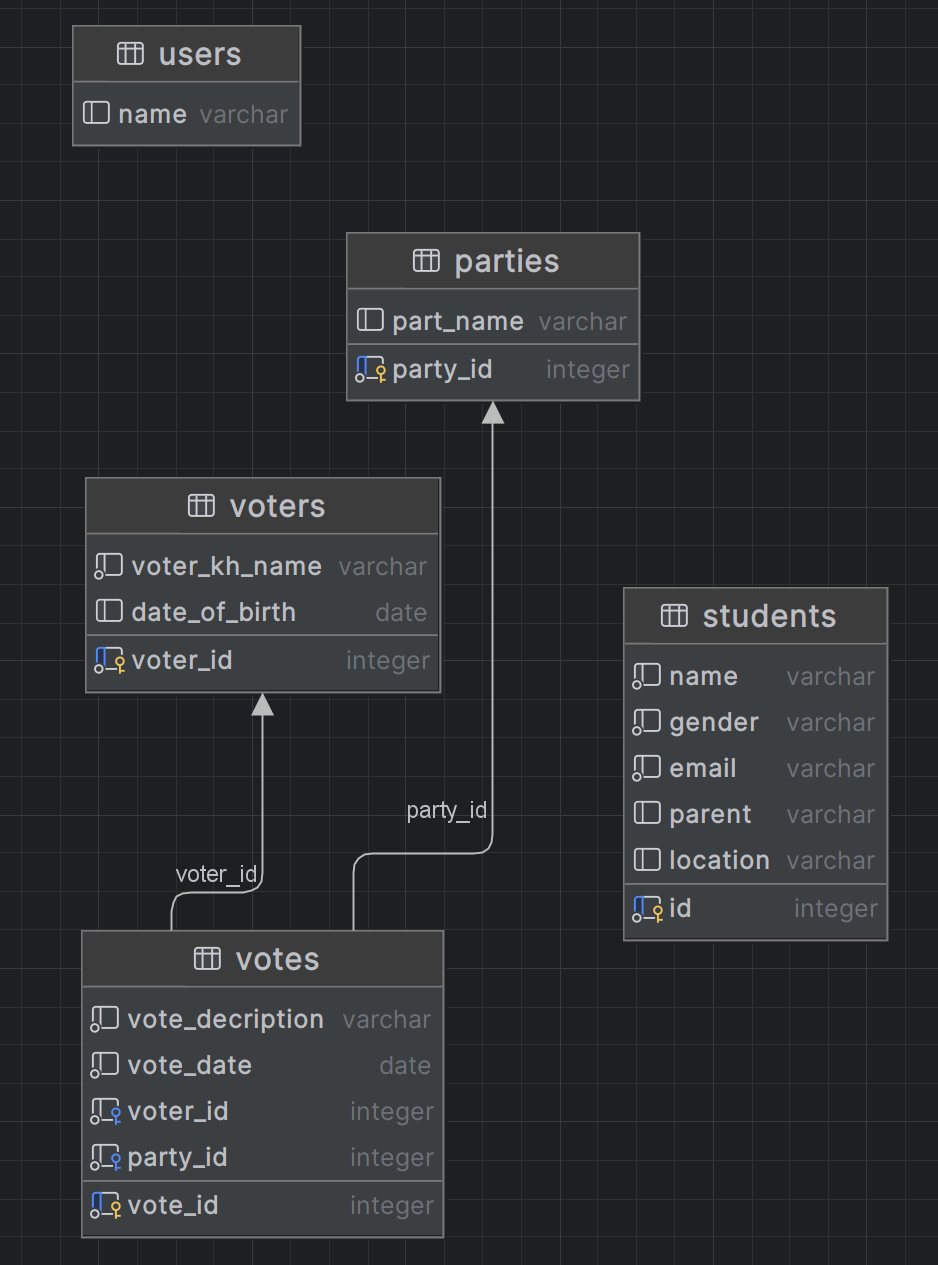 users
name varchar
parties
part_name varchar
party_id integer
voters
voter_kh_name varchar
date_of_birth date
voter_id integer
students
name varchar
gender varchar
email varchar
parent varchar
location varchar
id integer
party_id
voter_id
votes
vote_decription varchar
vote_date date
voter_id integer
party_id integer
vote_id integer